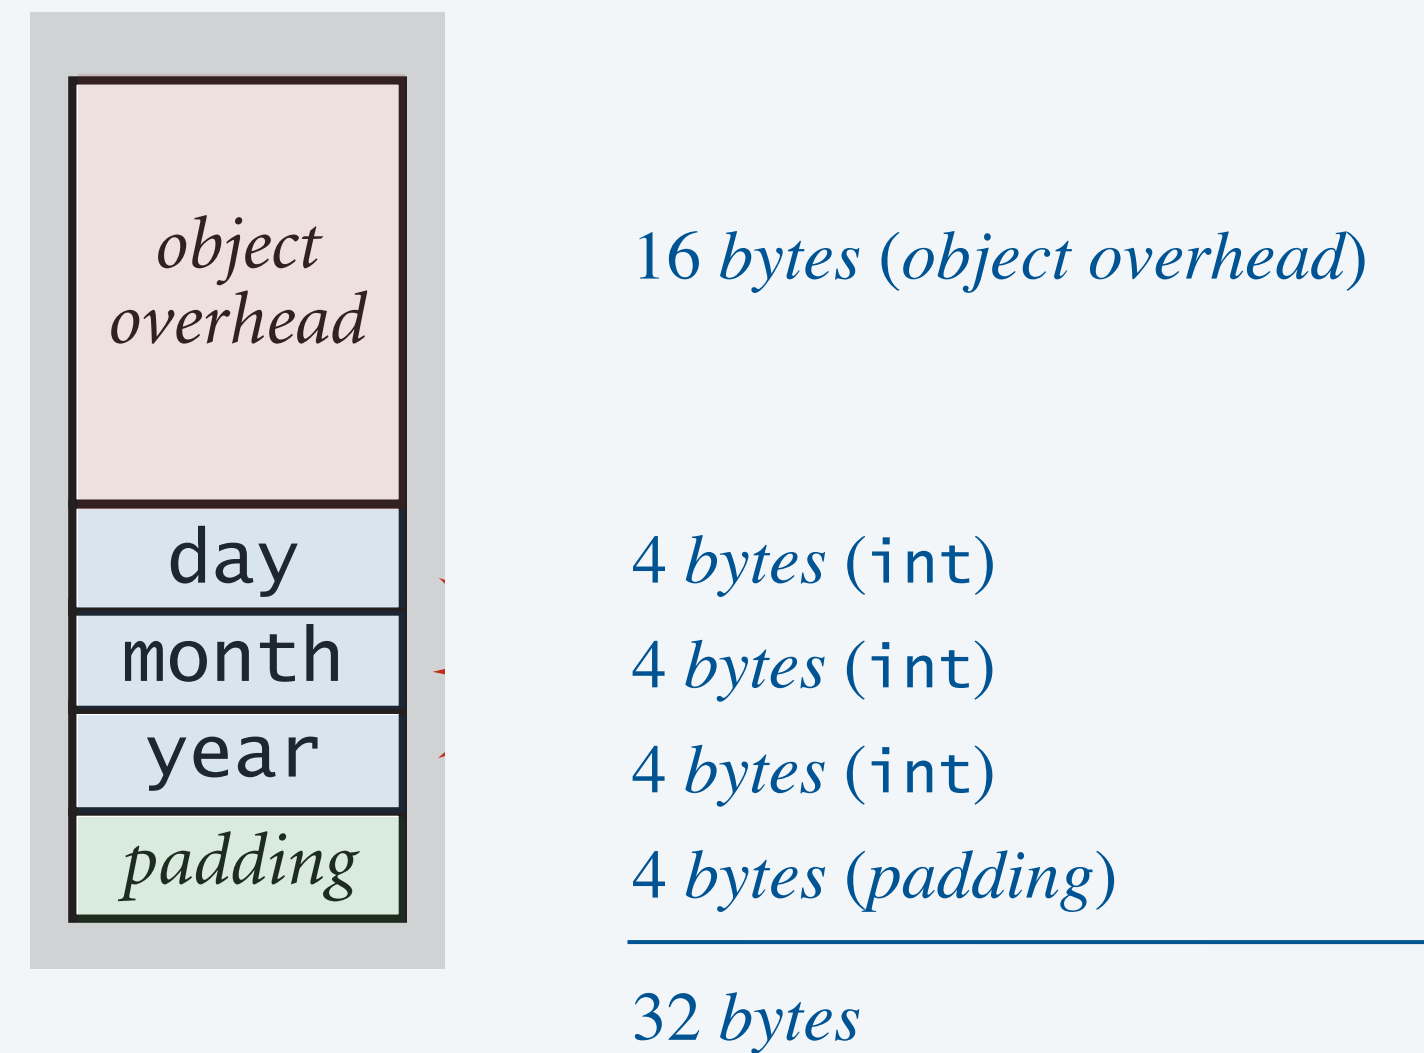 object
overhead
16 bytes (object overhead)
day
4 bytes (int)
month
4 bytes (int)
year
4 bytes (int)
padding
4 bytes (padding)
32 bytes